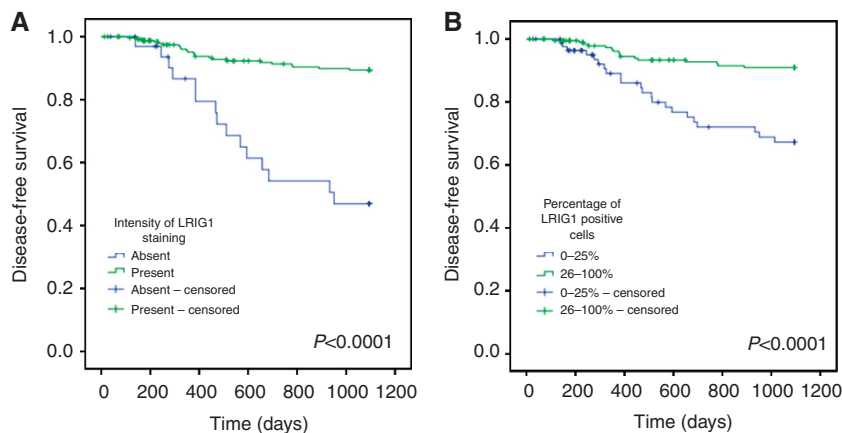 A
Disease-free survival
1.0
0.8
0.6
0.4
0.2
0.0
Intensity of LRIG1
staining
Absent
Present
Absent – censored
Present – censored
P<0.0001
0 200 400 600 800 1000 1200
Time (days)
B
Disease-free survival
1.0
0.8
0.6
0.4
0.2
0.0
Percentage of
LRIG1 positive
cells
0–25%
26–100%
0–25% – censored
26–100% – censored
P<0.0001
0 200 400 600 800 1000 1200
Time (days)